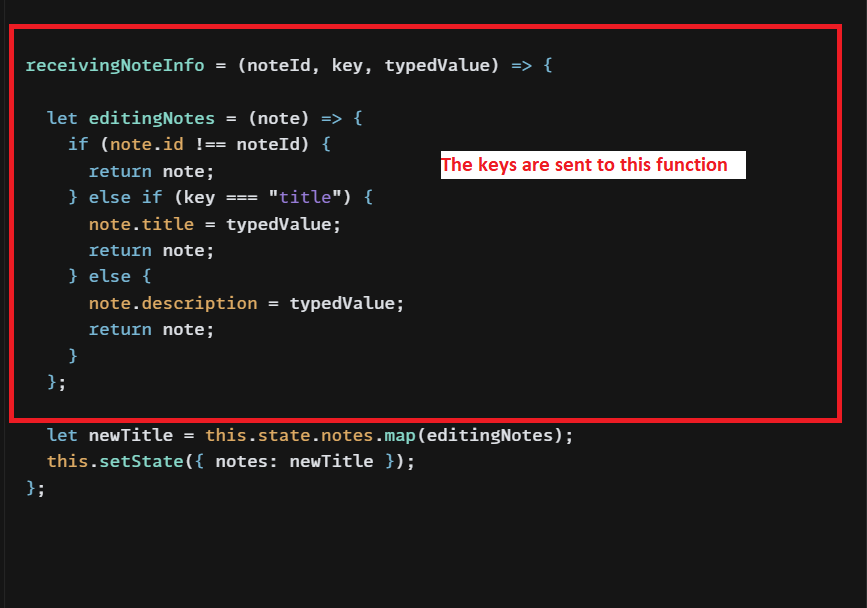 receivingNoteInfo = (noteId, key, typedValue) => {
let editingNotes = (note) => {
if (note.id !== noteId) {
return note;
} else if (key === "title") {
note.title = typedValue;
return note;
} else {
note.description = typedValue;
return note;
}
};
The keys are sent to this function
let newTitle = this.state.notes.map(editingNotes);
this.setState({ notes: newTitle });
};